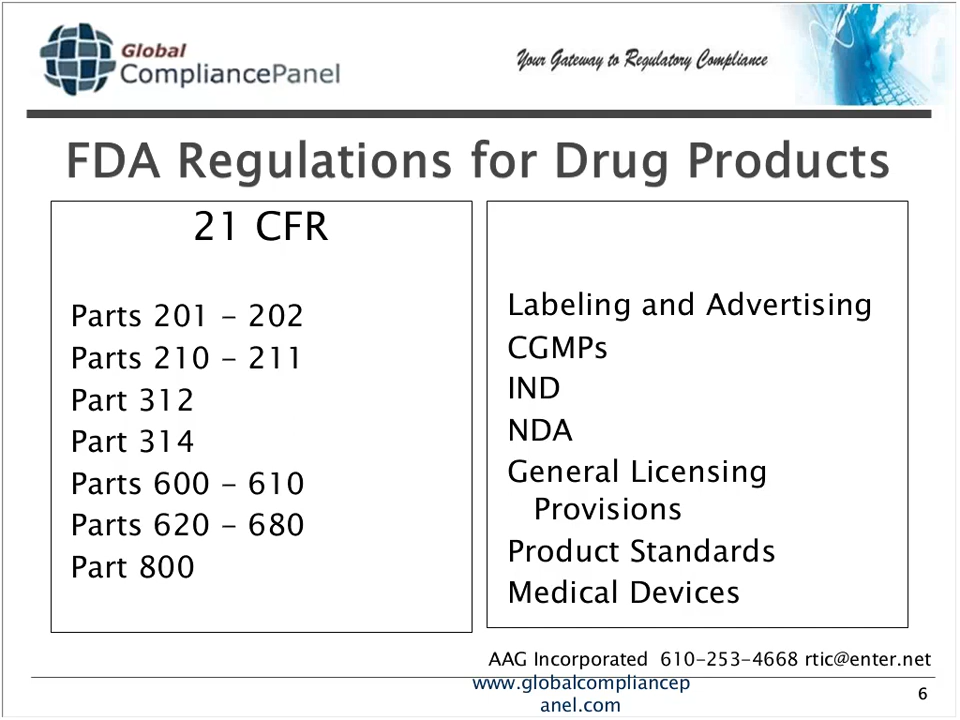 Global
CompliancePanel
Your Gateway to Regulatory Compliance
FDA Regulations for Drug Products
21 CFR
Parts 201 – 202
Parts 210 – 211
Part 312
Part 314
Parts 600 – 610
Parts 620 – 680
Part 800
Labeling and Advertising
CGMPs
IND
NDA
General Licensing
Provisions
Product Standards
Medical Devices
AAG Incorporated 610-253-4668 rtic@enter.net
www.globalcompliancep
anel.com
6